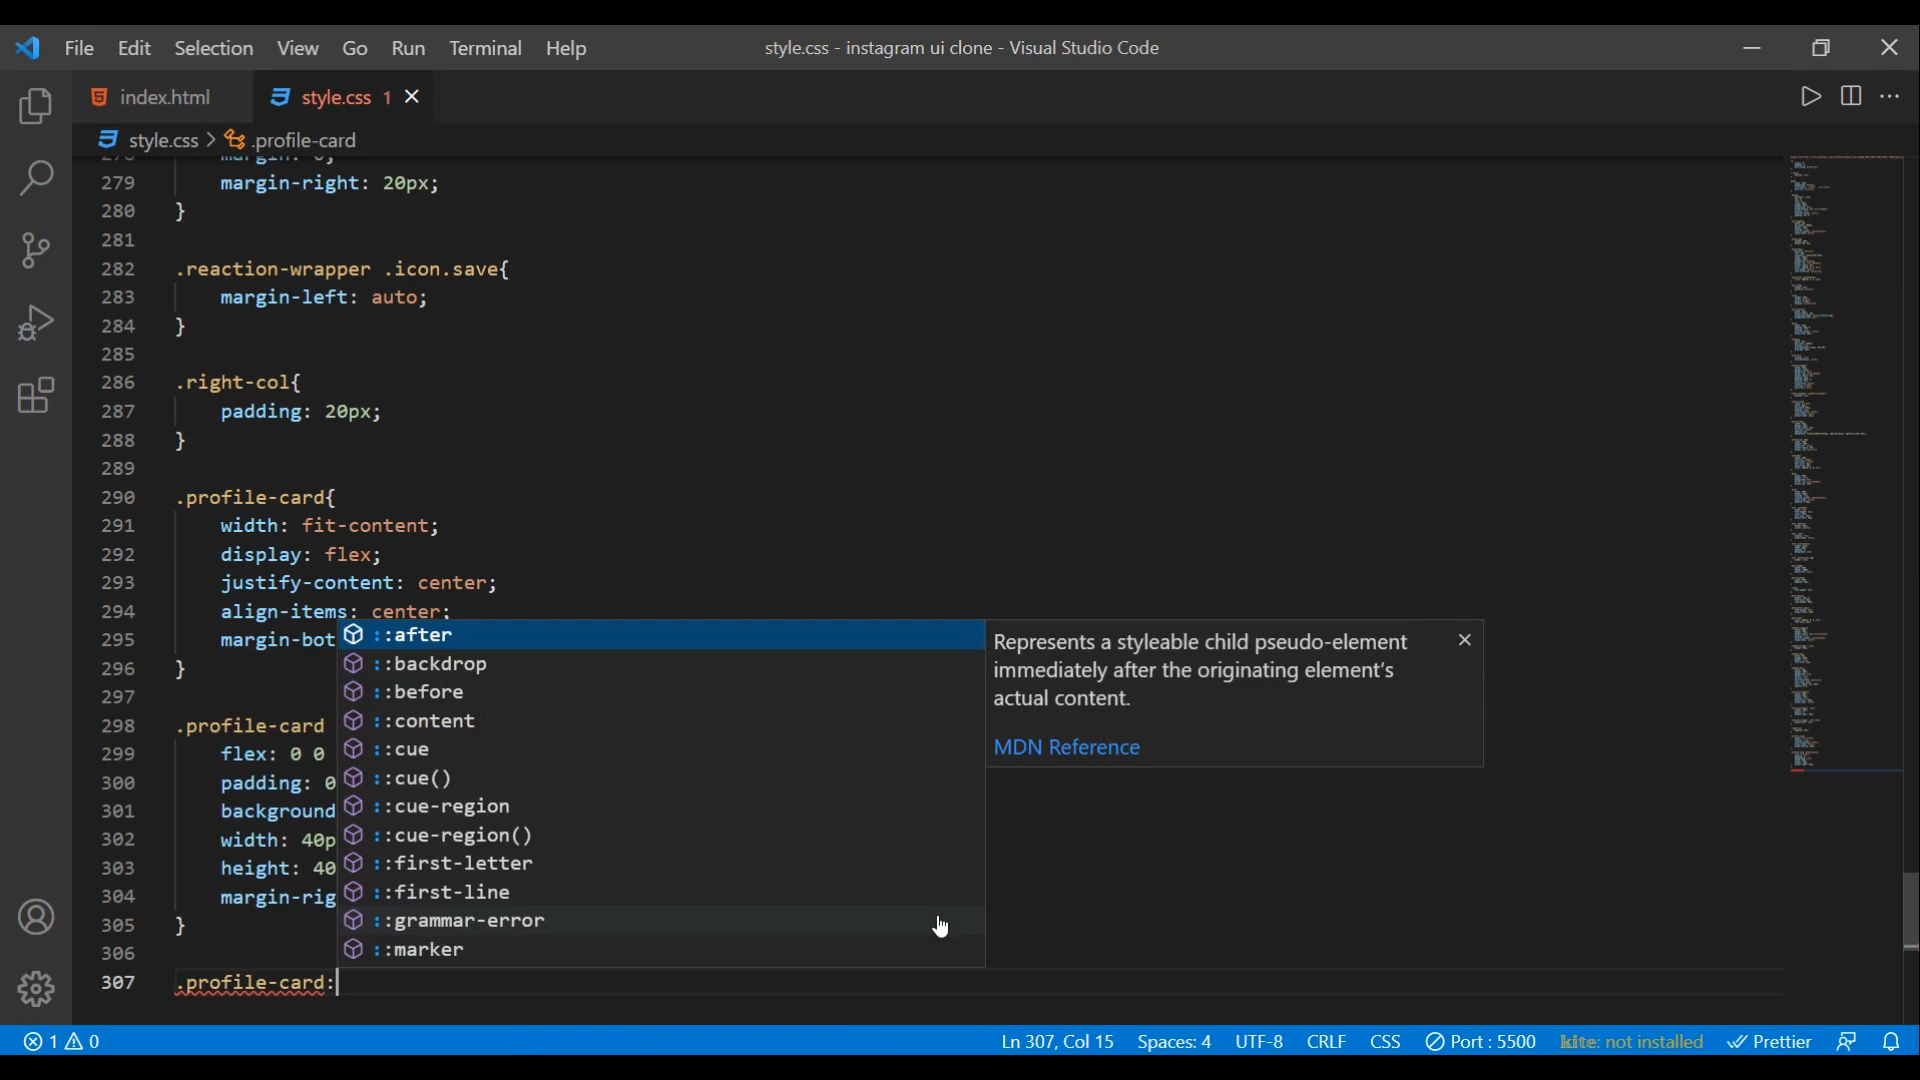 File Edit Selection View Go Run Terminal Help style.css - instagram ui clone - Visual Studio Code
index.html style.css 1
style.css > .profile-card
279 margin-right: 20px;
280 }
281
282 .reaction-wrapper .icon.save{
283 margin-left: auto;
284 }
285
286 .right-col{
287 padding: 20px;
288 }
289
290 .profile-card{
291 width: fit-content;
292 display: flex;
293 justify-content: center;
294 align-items: center;
295 margin-bot
296 }
297
298 .profile-card
299 flex: 0 0
300 padding: 0
301 background
302 width: 40p
303 height: 40
304 margin-rig
305 }
306
307 .profile-card:
::after
::backdrop
::before
::content
::cue
::cue()
::cue-region
::cue-region()
::first-letter
::first-line
::grammar-error
::marker
Represents a styleable child pseudo-element
immediately after the originating element's
actual content.
MDN Reference
1 0 Ln 307, Col 15 Spaces: 4 UTF-8 CRLF CSS Port : 5500 kite: not installed Prettier